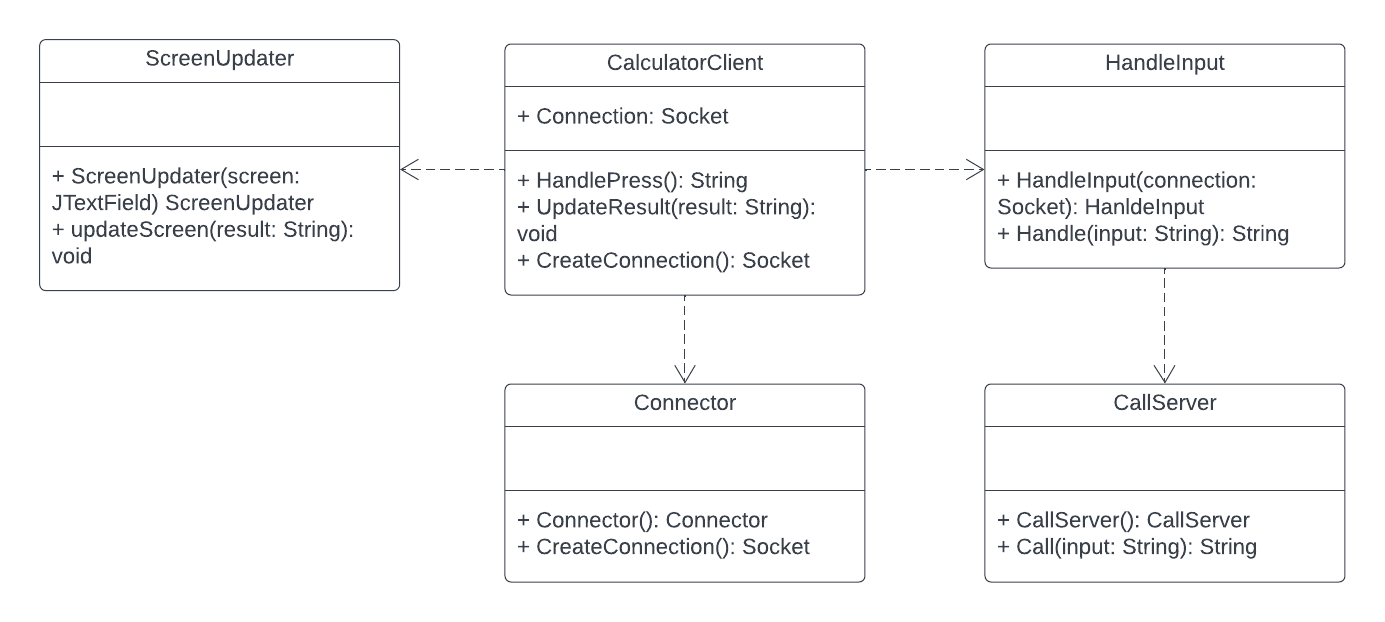 ScreenUpdater
+ ScreenUpdater(screen:
JTextField) ScreenUpdater
+ updateScreen(result: String):
void
CalculatorClient
+ Connection: Socket
+ HandlePress(): String
+ UpdateResult(result: String):
void
+ CreateConnection(): Socket
HandleInput
+ HandleInput(connection:
Socket): HanldeInput
+ Handle(input: String): String
Connector
+ Connector(): Connector
+ CreateConnection(): Socket
CallServer
+ CallServer(): CallServer
+ Call(input: String): String